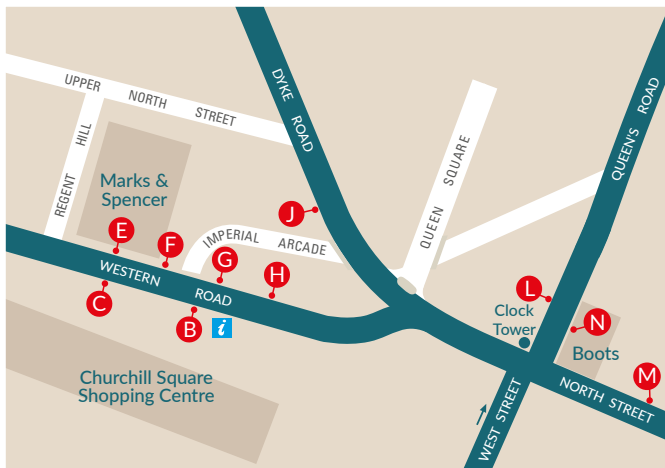 UPPER NORTH STREET
DYKE ROAD
QUEEN'S ROAD
REGENT HILL
Marks &
Spencer
QUEEN SQUARE
J
E
F
IMPERIAL ARCADE
G
H
C
WESTERN ROAD
B
i
L
Clock
Tower
N
Boots
M
Churchill Square
Shopping Centre
WEST STREET
NORTH STREET